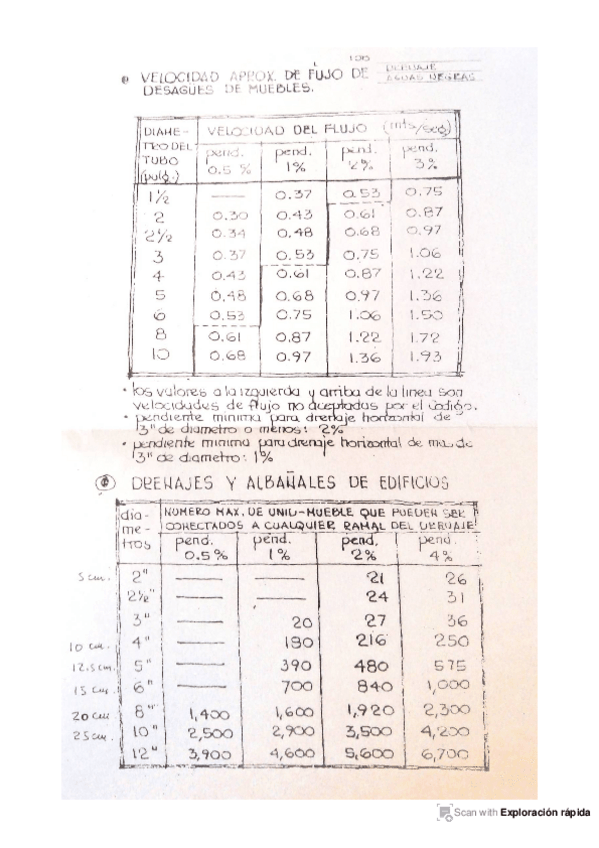 100
DRENAJE
AGUAS NEGRAS
VELOCIDAD APROX. DE FUJO DE
DESAGUES DE MUEBLES.
DIAME- VELOCIDAD DEL FLUJO (mts/seg)
TRO DEL pend. pend. pend. pend.
TUBO 0.5 % 1% 2% 3%
(pulg.)
1½ — 0.37 0.53 0.75
2 0.30 0.43 0.61 0.87
2½ 0.34 0.48 0.68 0.97
3 0.37 0.53 0.75 1.06
4 0.43 0.61 0.87 1.22
5 0.48 0.68 0.97 1.36
6 0.53 0.75 1.06 1.50
8 0.61 0.87 1.22 1.72
10 0.68 0.97 1.36 1.93
• los valores a la izquierda y arriba de la linea son
velocidades de flujo no aceptadas por el código.
• pendiente minima para drenaje horizontal de
3" de diametro o menos: 2%
• pendiente minima para drenaje horizontal de mas de
3" de diametro: 1%
DRENAJES Y ALBAÑALES DE EDIFICIOS
dia- NUMERO MAX. DE UNID-MUEBLE QUE PUEDEN SER
me- CONECTADOS A CUALQUIER RAMAL DEL DRENAJE
tros pend. pend. pend. pend.
0.5% 1% 2% 4%
5 cm. 2" — — 21 26
2½" — — 24 31
3" — 20 27 36
10 cm. 4" — 180 216 250
12.5 cm. 5" — 390 480 575
15 cm. 6" — 700 840 1,000
20 cm 8" 1,400 1,600 1,920 2,300
25 cm. 10" 2,500 2,900 3,500 4,200
12" 3,900 4,600 5,600 6,700
Scan with Exploración rápida